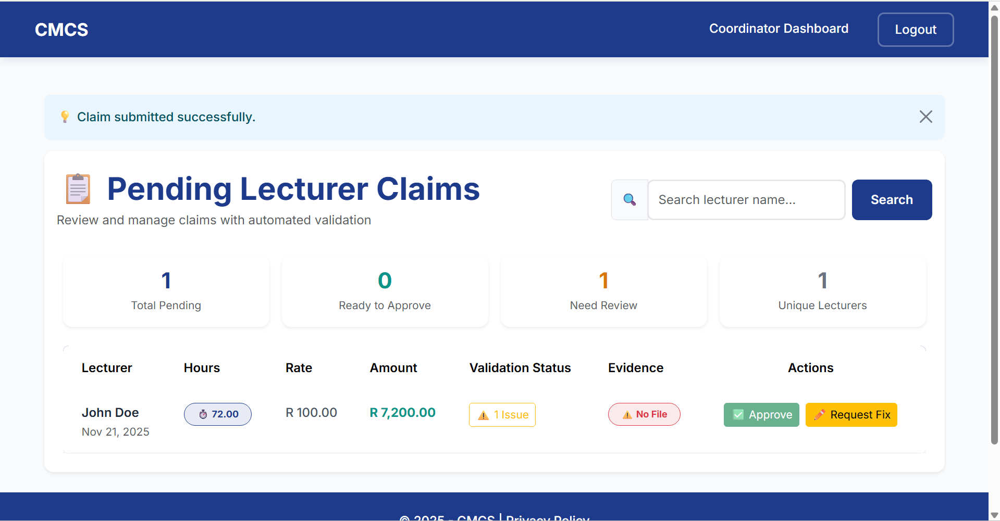 CMCS
Coordinator Dashboard
Logout
Claim submitted successfully.
Pending Lecturer Claims
Review and manage claims with automated validation
Search lecturer name...
Search
1
Total Pending
0
Ready to Approve
1
Need Review
1
Unique Lecturers
Lecturer Hours Rate Amount Validation Status Evidence Actions
John Doe 72.00 R 100.00 R 7,200.00 1 Issue No File Approve Request Fix
Nov 21, 2025
© 2025 - CMCS | Privacy Policy